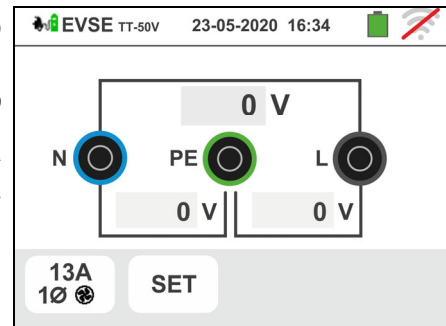 EVSE TT-50V 23-05-2020 16:34
0 V
N PE L
0 V 0 V
13A
1Ø
SET